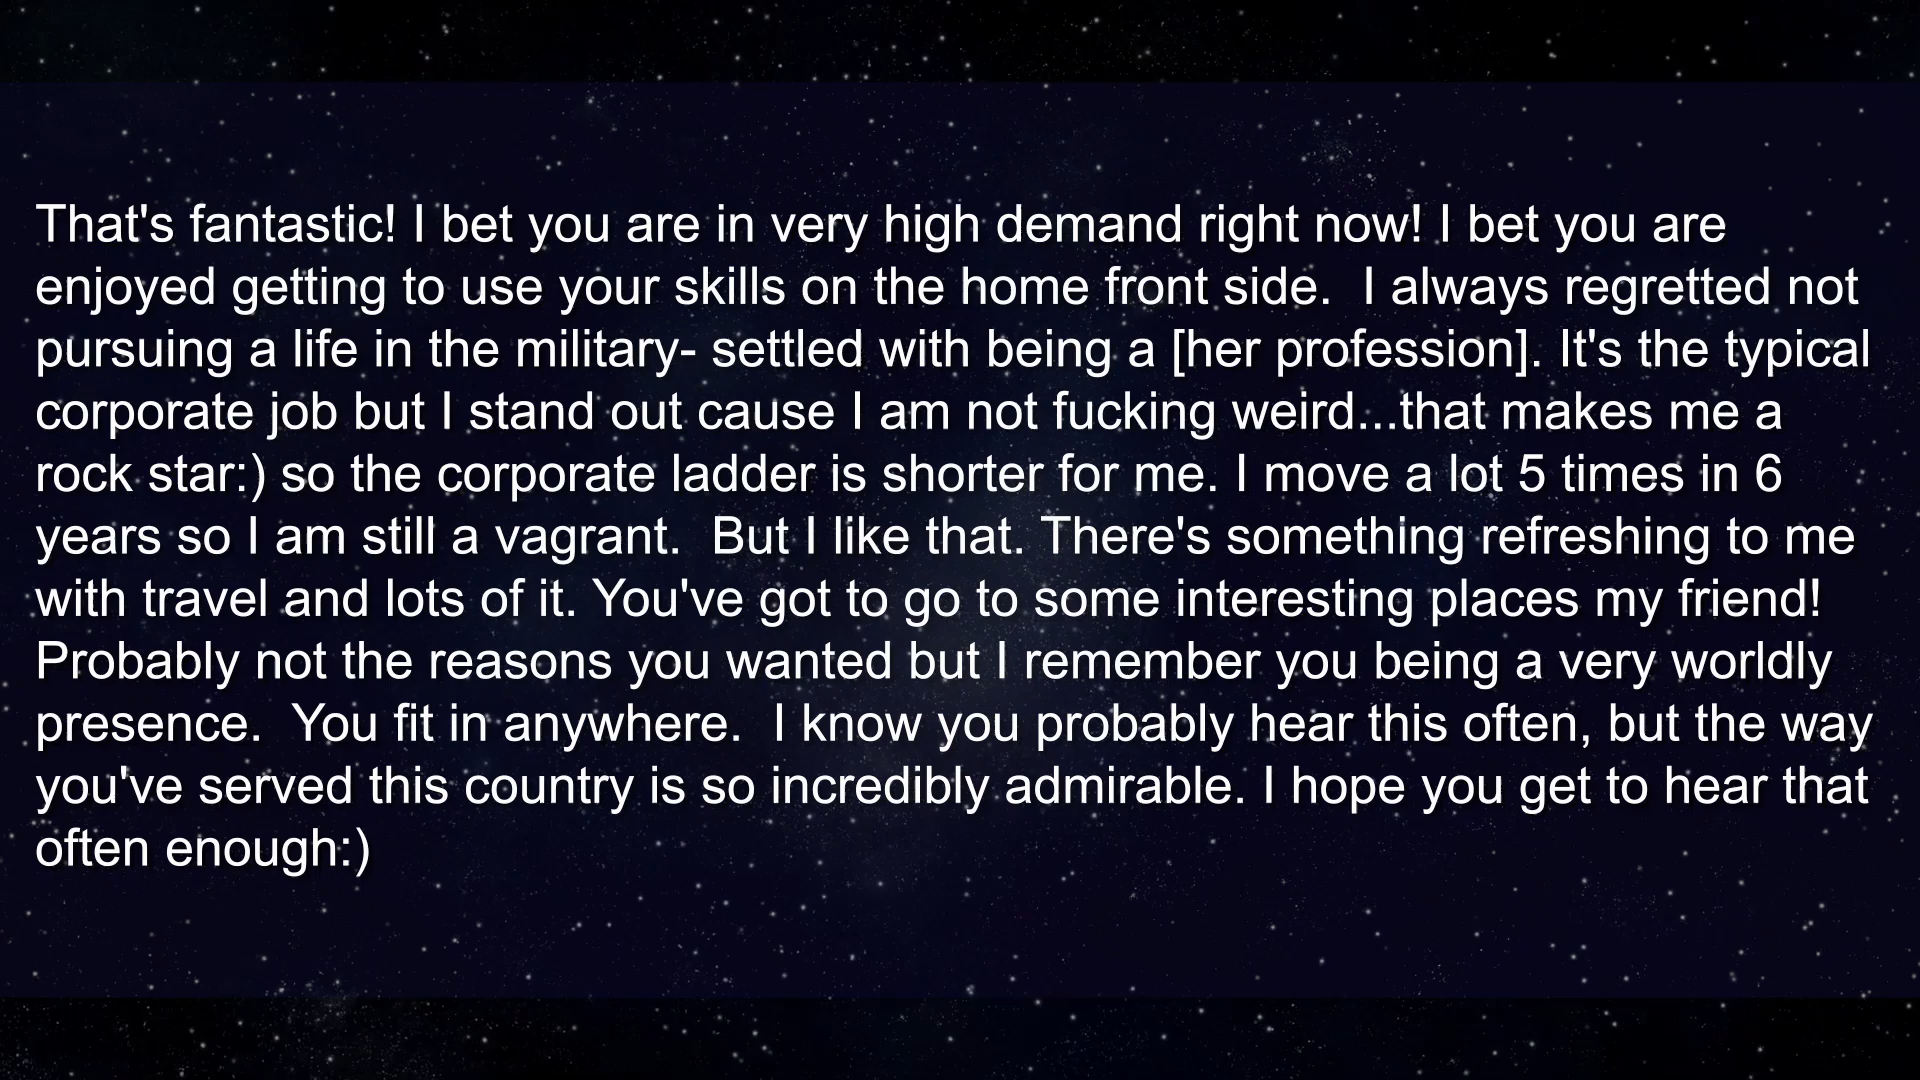 That's fantastic! I bet you are in very high demand right now! I bet you are
enjoyed getting to use your skills on the home front side.  I always regretted not
pursuing a life in the military- settled with being a [her profession]. It's the typical
corporate job but I stand out cause I am not fucking weird...that makes me a
rock star:) so the corporate ladder is shorter for me. I move a lot 5 times in 6
years so I am still a vagrant.  But I like that. There's something refreshing to me
with travel and lots of it. You've got to go to some interesting places my friend!
Probably not the reasons you wanted but I remember you being a very worldly
presence.  You fit in anywhere.  I know you probably hear this often, but the way
you've served this country is so incredibly admirable. I hope you get to hear that
often enough:)